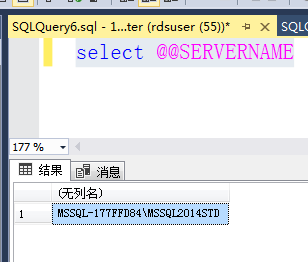 SQLQuery6.sql - 1...ter (rdsuser (55))*
SQLQ
select @@SERVERNAME
177 %
结果 消息
(无列名)
1 MSSQL-177FFD84\MSSQL2014STD